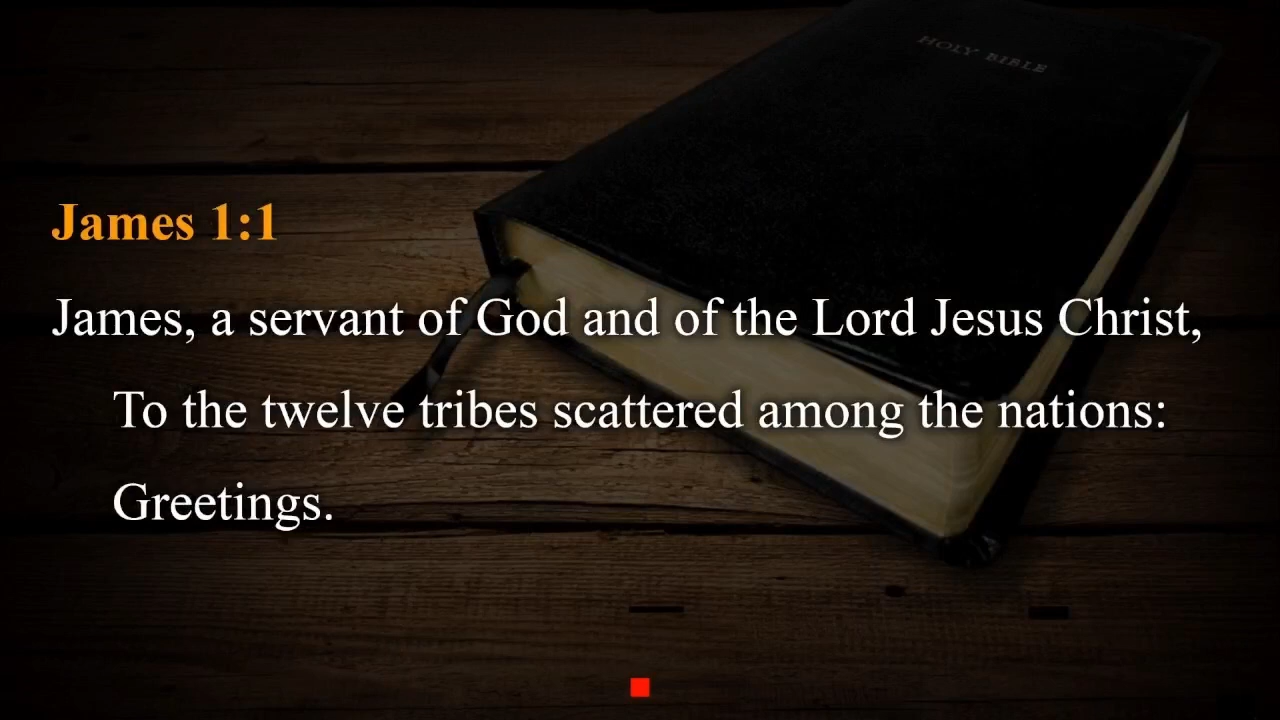 HOLY BIBLE
James 1:1
James, a servant of God and of the Lord Jesus Christ,
To the twelve tribes scattered among the nations:
Greetings.